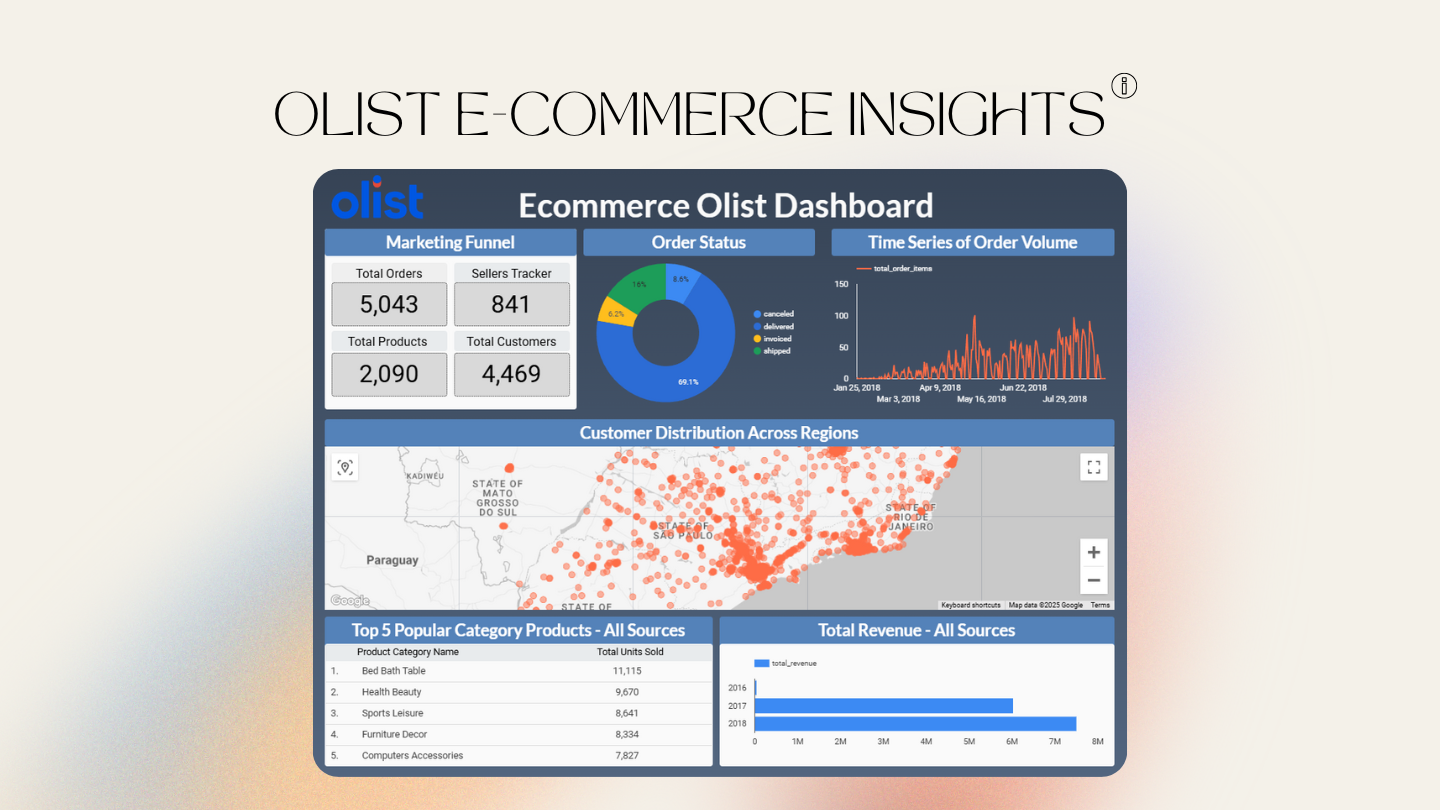 OLIST E-COMMERCE INSIGHTS
olist
Ecommerce Olist Dashboard
Marketing Funnel
Total Orders
Sellers Tracker
5,043
841
Total Products
Total Customers
2,090
4,469
Order Status
8.6%
16%
6.2%
69.1%
canceled
delivered
invoiced
shipped
Time Series of Order Volume
total_order_items
150
100
50
0
Jan 25, 2018
Apr 9, 2018
Jun 22, 2018
Mar 3, 2018
May 16, 2018
Jul 29, 2018
Customer Distribution Across Regions
KADIWÉU
STATE OF
MATO
GROSSO
DO SUL
STATE OF
SÃO PAULO
STATE OF
RIO DE
JANEIRO
Paraguay
STATE OF
Google
Keyboard shortcuts
Map data ©2025 Google
Terms
Top 5 Popular Category Products - All Sources
Product Category Name Total Units Sold
1. Bed Bath Table 11,115
2. Health Beauty 9,670
3. Sports Leisure 8,641
4. Furniture Decor 8,334
5. Computers Accessories 7,827
Total Revenue - All Sources
total_revenue
2016
2017
2018
0 1M 2M 3M 4M 5M 6M 7M 8M